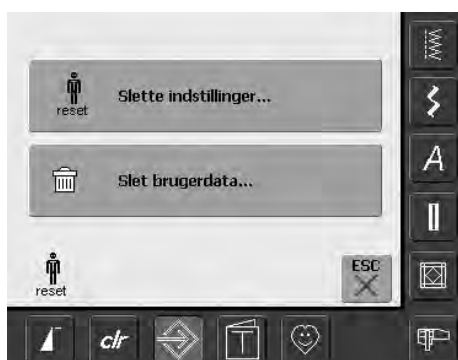 reset
Slette indstillinger...
Slet brugerdata...
reset
ESC
A
clr
T